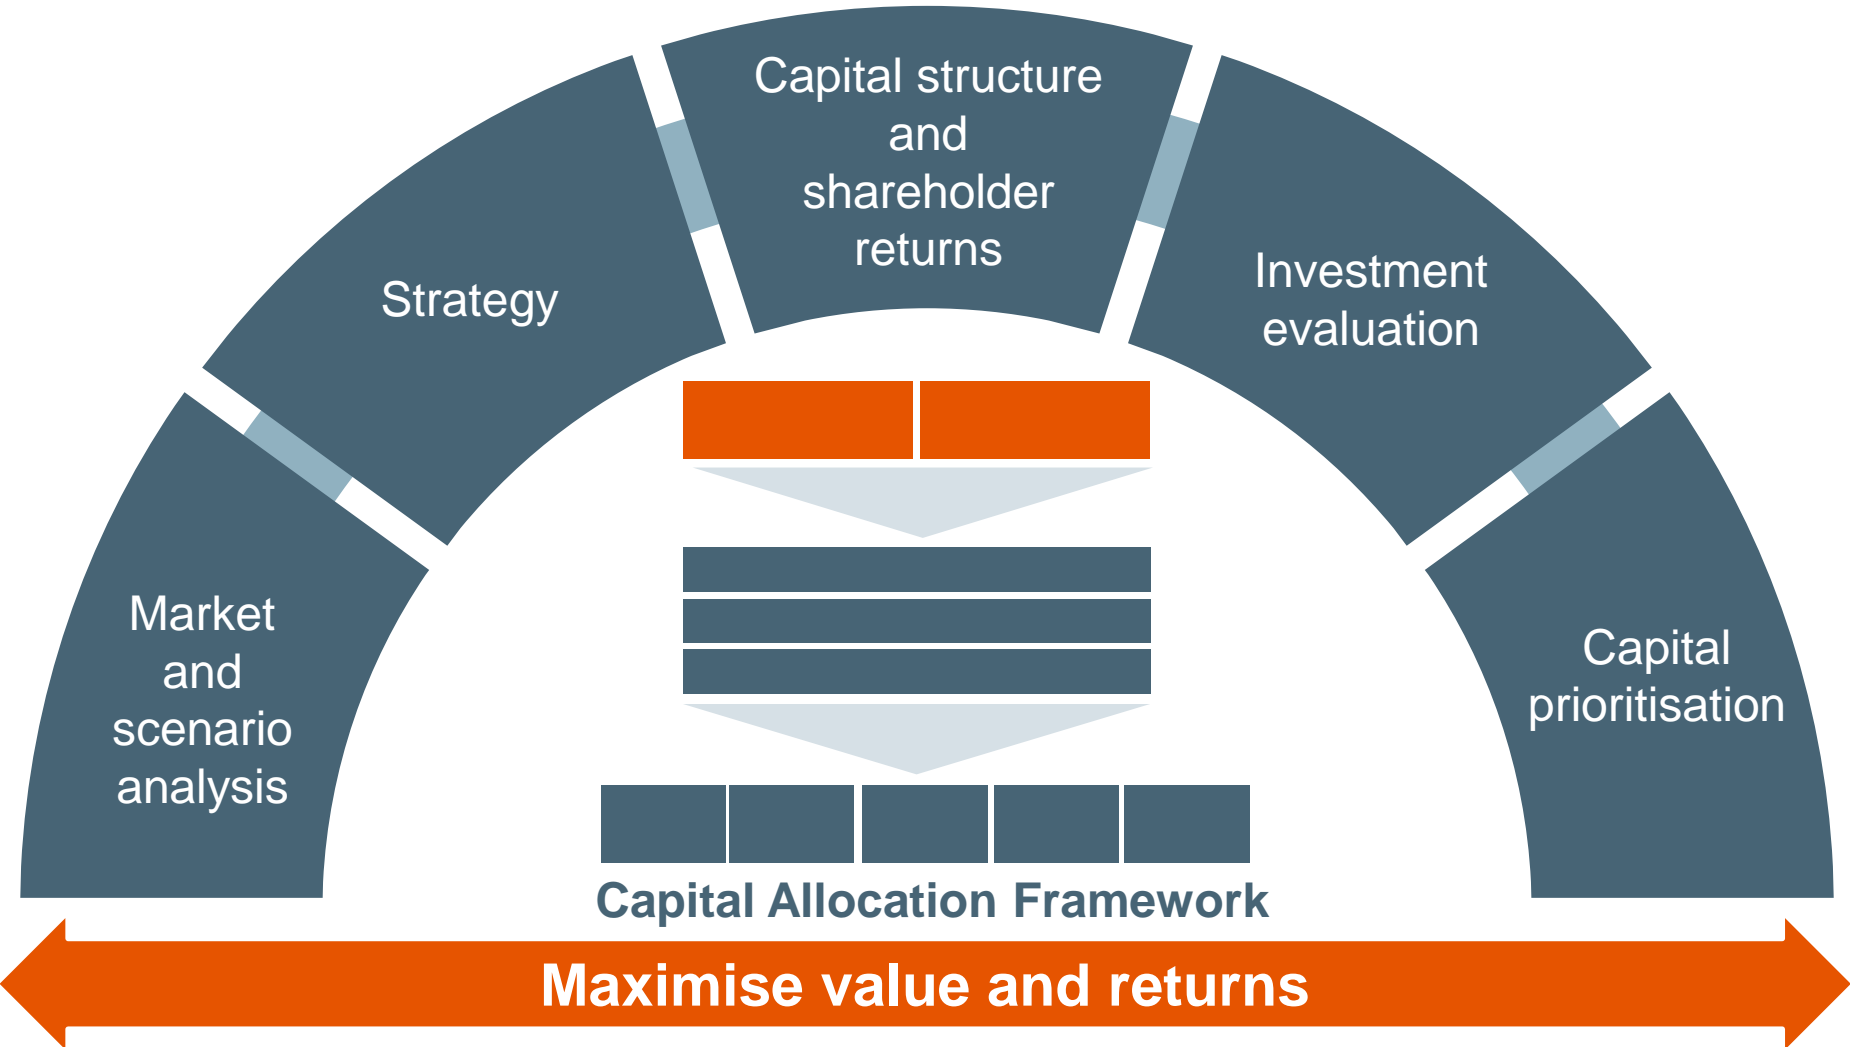 Capital structure
and
shareholder
returns
Strategy
Investment
evaluation
Market
and
scenario
analysis
Capital
prioritisation
Capital Allocation Framework
Maximise value and returns